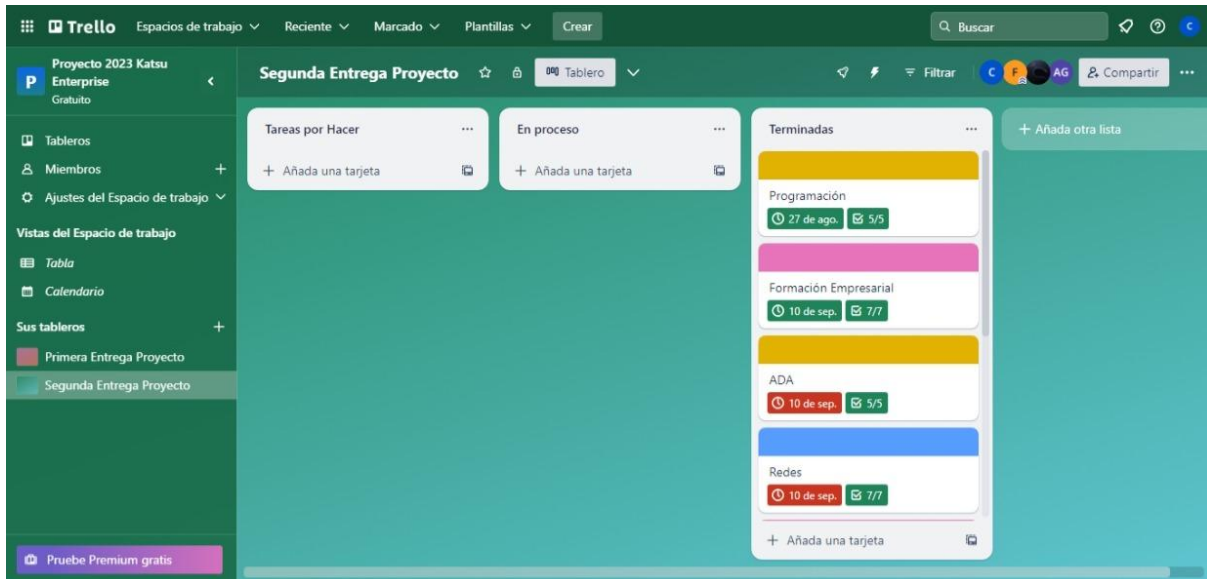 Trello Espacios de trabajo Reciente Marcado Plantillas Crear Buscar C
P Proyecto 2023 Katsu Enterprise
Gratuito
Tableros
Miembros
Ajustes del Espacio de trabajo
Vistas del Espacio de trabajo
Tabla
Calendario
Sus tableros
Primera Entrega Proyecto
Segunda Entrega Proyecto
Pruebe Premium gratis
Segunda Entrega Proyecto Tablero Filtrar C F AG Compartir
Tareas por Hacer
Añada una tarjeta
En proceso
Añada una tarjeta
Terminadas
Programación
27 de ago. 5/5
Formación Empresarial
10 de sep. 7/7
ADA
10 de sep. 5/5
Redes
10 de sep. 7/7
Añada una tarjeta
Añada otra lista